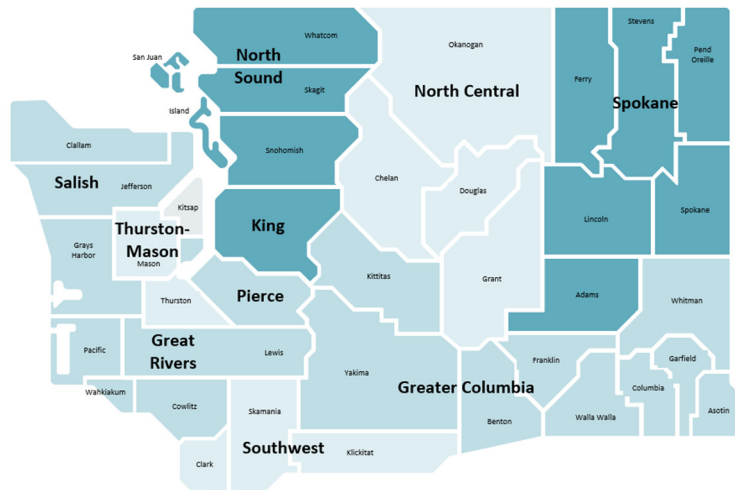 Whatcom
Stevens
Okanogan
North
Sound
San Juan
Pend
Oreille
Ferry
Skagit
North Central
Spokane
Island
Clallam
Snohomish
Chelan
Salish
Jefferson
Douglas
Kitsap
Lincoln
Spokane
King
Thurston-
Mason
Grays
Harbor
Mason
Kittitas
Grant
Thurston
Pierce
Adams
Whitman
Great
Rivers
Pacific
Lewis
Franklin
Garfield
Yakima
Greater Columbia
Columbia
Wahkiakum
Cowlitz
Skamania
Benton
Walla Walla
Asotin
Southwest
Clark
Klickitat